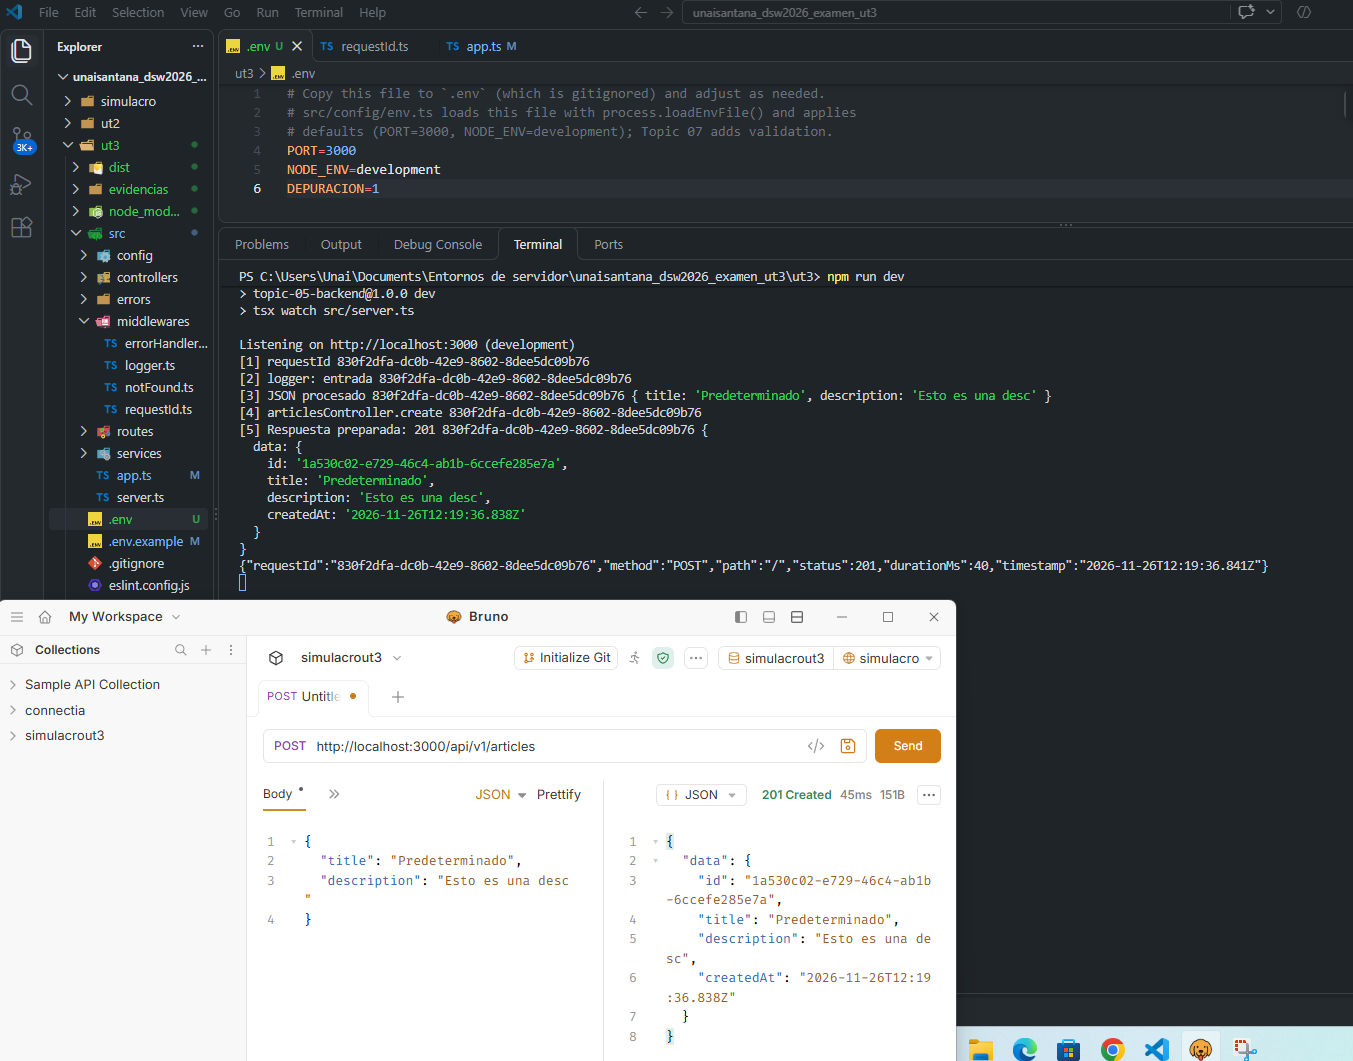 File Edit Selection View Go Run Terminal Help
unaisantana_dsw2026_examen_ut3
Explorer
unaisantana_dsw2026_...
simulacro
ut2
ut3
dist
evidencias
node_mod...
src
config
controllers
errors
middlewares
TS errorHandler...
TS logger.ts
TS notFound.ts
TS requestId.ts
routes
services
TS app.ts M
TS server.ts
.env U
.env.example M
.gitignore
eslint.config.js
3K+
.env U
TS requestId.ts
TS app.ts M
ut3 > .env
1 # Copy this file to `.env` (which is gitignored) and adjust as needed.
2 # src/config/env.ts loads this file with process.loadEnvFile() and applies
3 # defaults (PORT=3000, NODE_ENV=development); Topic 07 adds validation.
4 PORT=3000
5 NODE_ENV=development
6 DEPURACION=1
Problems Output Debug Console Terminal Ports
PS C:\Users\Unai\Documents\Entornos de servidor\unaisantana_dsw2026_examen_ut3\ut3> npm run dev
> topic-05-backend@1.0.0 dev
> tsx watch src/server.ts
Listening on http://localhost:3000 (development)
[1] requestId 830f2dfa-dc0b-42e9-8602-8dee5dc09b76
[2] logger: entrada 830f2dfa-dc0b-42e9-8602-8dee5dc09b76
[3] JSON procesado 830f2dfa-dc0b-42e9-8602-8dee5dc09b76 { title: 'Predeterminado', description: 'Esto es una desc' }
[4] articlesController.create 830f2dfa-dc0b-42e9-8602-8dee5dc09b76
[5] Respuesta preparada: 201 830f2dfa-dc0b-42e9-8602-8dee5dc09b76 {
data: {
id: '1a530c02-e729-46c4-ab1b-6ccefe285e7a',
title: 'Predeterminado',
description: 'Esto es una desc',
createdAt: '2026-11-26T12:19:36.838Z'
}
}
{"requestId":"830f2dfa-dc0b-42e9-8602-8dee5dc09b76","method":"POST","path":"/","status":201,"durationMs":40,"timestamp":"2026-11-26T12:19:36.841Z"}
My Workspace
Bruno
Collections
Sample API Collection
connectia
simulacrout3
simulacrout3
Initialize Git
simulacrout3
simulacro
POST Untitle
POST http://localhost:3000/api/v1/articles
Send
Body
JSON
Prettify
{ } JSON
201 Created 45ms 151B
1 {
2 "title": "Predeterminado",
3 "description": "Esto es una desc
"
4 }
1 {
2 "data": {
3 "id": "1a530c02-e729-46c4-ab1b
-6ccefe285e7a",
4 "title": "Predeterminado",
5 "description": "Esto es una de
sc",
6 "createdAt": "2026-11-26T12:19
:36.838Z"
7 }
8 }